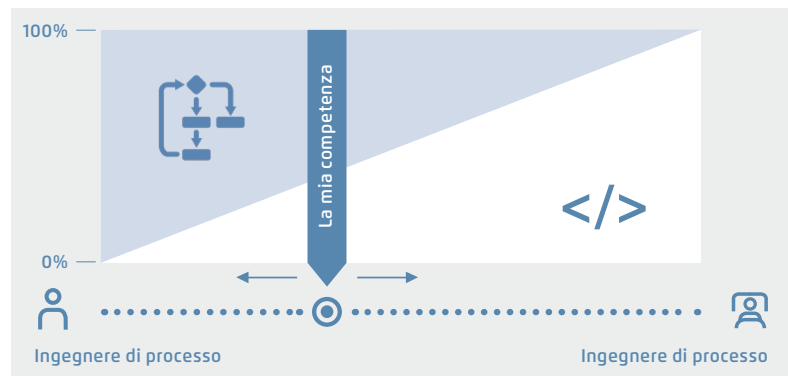 100%
La mia competenza
</>
0%
Ingegnere di processo
Ingegnere di processo